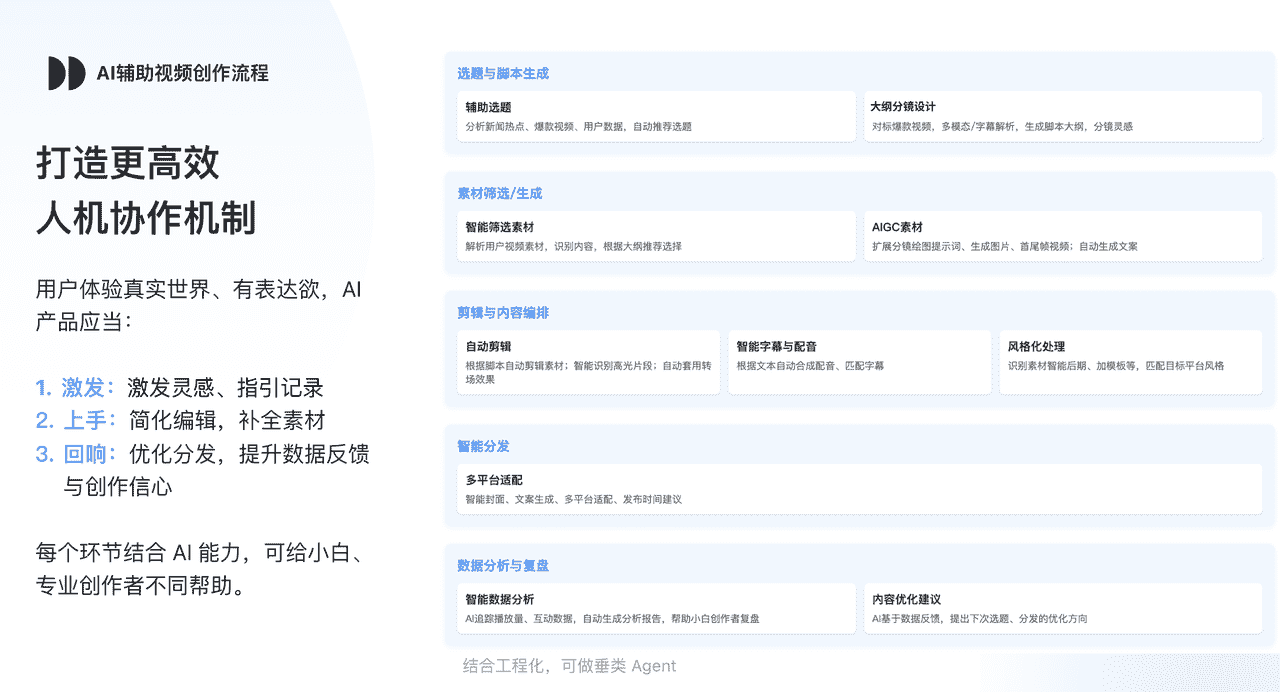 AI辅助视频创作流程
打造更高效
人机协作机制
用户体验真实世界、有表达欲，AI
产品应当：
1. 激发：激发灵感、指引记录
2. 上手：简化编辑，补全素材
3. 回响：优化分发，提升数据反馈
与创作信心
每个环节结合 AI 能力，可给小白、
专业创作者不同帮助。
选题与脚本生成
辅助选题
分析新闻热点、爆款视频、用户数据，自动推荐选题
大纲分镜设计
对标爆款视频，多模态/字幕解析，生成脚本大纲，分镜灵感
素材筛选/生成
智能筛选素材
解析用户视频素材，识别内容，根据大纲推荐选择
AIGC素材
扩展分镜绘图提示词、生成图片、首尾帧视频；自动生成文案
剪辑与内容编排
自动剪辑
根据脚本自动剪辑素材；智能识别高光片段；自动套用转
场效果
智能字幕与配音
根据文本自动合成配音、匹配字幕
风格化处理
识别素材智能后期、加模板等，匹配目标平台风格
智能分发
多平台适配
智能封面、文案生成、多平台适配、发布时间建议
数据分析与复盘
智能数据分析
AI追踪播放量、互动数据，自动生成分析报告，帮助小白创作者复盘
内容优化建议
AI基于数据反馈，提出下次选题、分发的优化方向
结合工程化，可做垂类 Agent